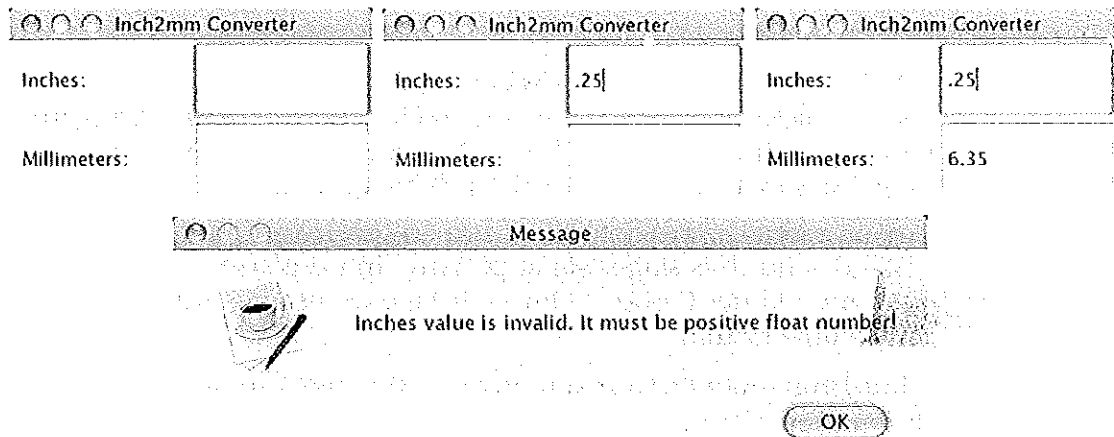 Inch2mm Converter
Inches:
Millimeters:
Inch2mm Converter
Inches: .25
Millimeters:
Inch2mm Converter
Inches: .25
Millimeters: 6.35
Message
Inches value is invalid. It must be positive float number!
OK